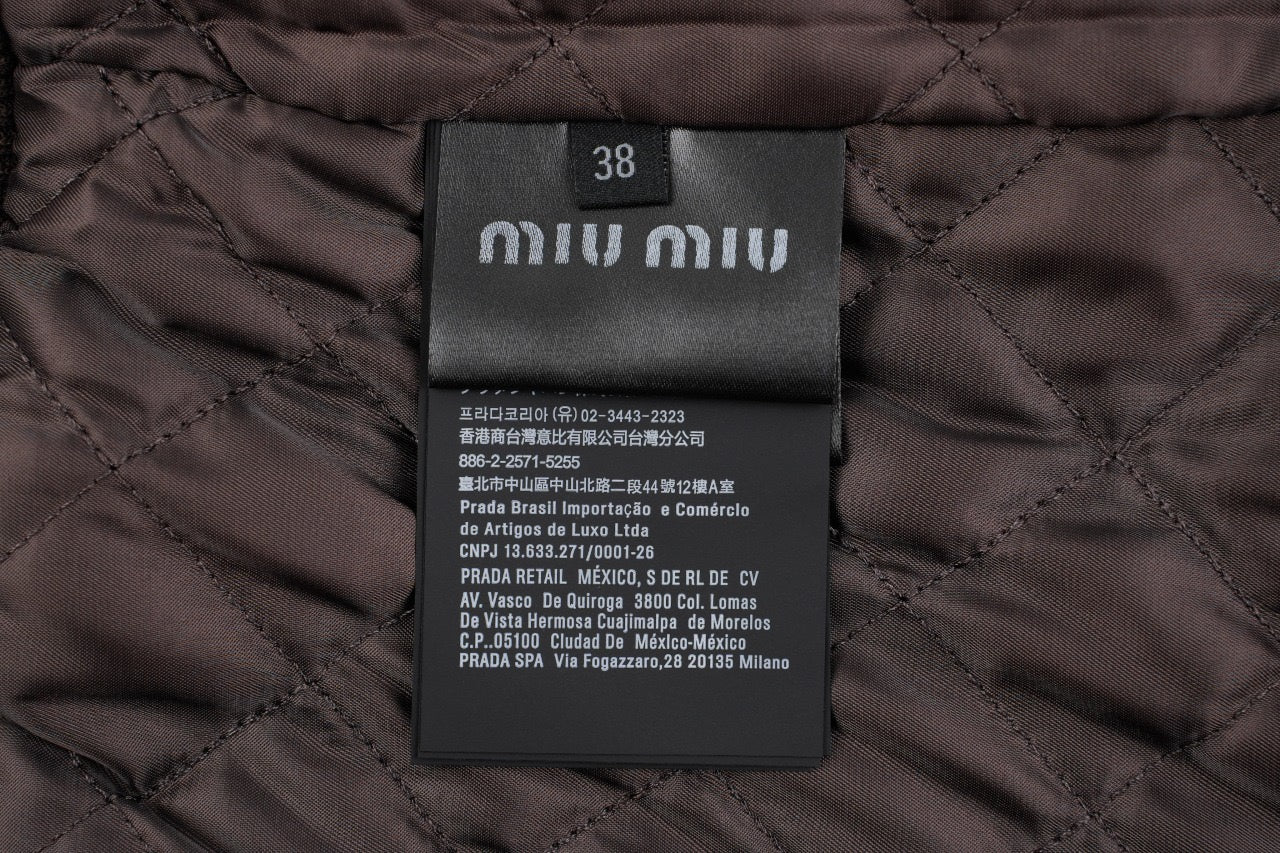 38
miu miu
프라다코리아 (유) 02-3443-2323
香港商台灣意比有限公司台灣分公司
886-2-2571-5255
臺北市中山區中山北路二段44號12樓A室
Prada Brasil Importação e Comércio
de Artigos de Luxo Ltda
CNPJ 13.633.271/0001-26
PRADA RETAIL MÉXICO, S DE RL DE CV
AV. Vasco De Quiroga 3800 Col. Lomas
De Vista Hermosa Cuajimalpa de Morelos
C.P..05100 Cludad De Méxlco-México
PRADA SPA Via Fogazzaro,28 20135 Milano